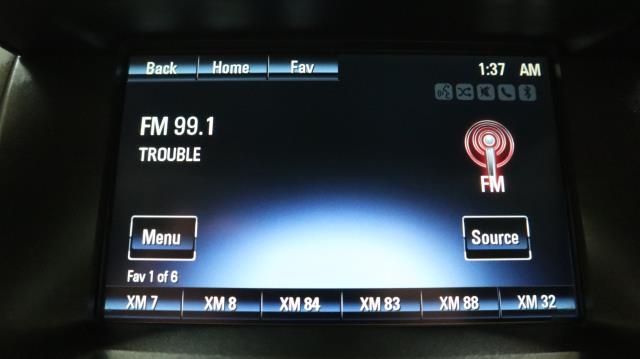 Back Home Fav 1:37 AM
FM 99.1
TROUBLE
FM
Menu Source
Fav 1 of 6
XM 7 XM 8 XM 84 XM 83 XM 88 XM 32